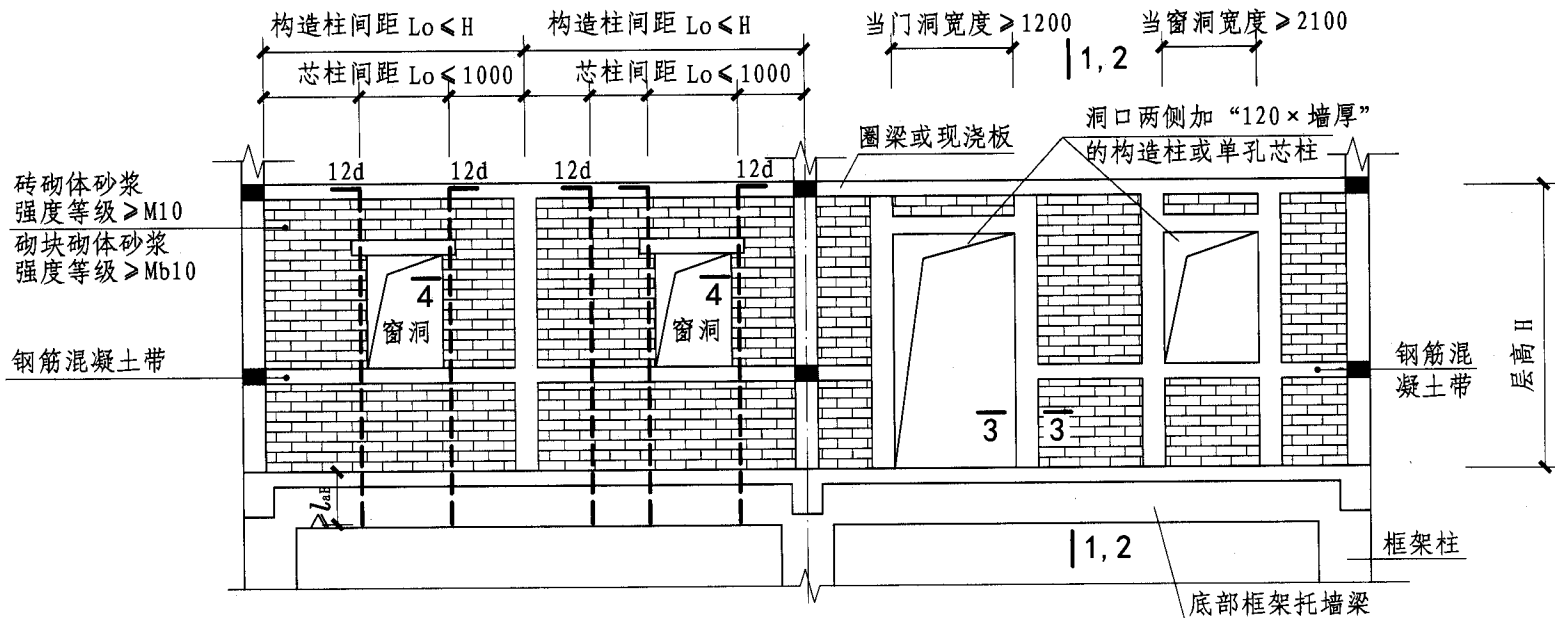 构造柱间距 Lo≤H
构造柱间距 Lo≤H
当门洞宽度≥1200
当窗洞宽度≥2100
芯柱间距 Lo≤1000
芯柱间距 Lo≤1000
1,2
洞口两侧加“120×墙厚”
的构造柱或单孔芯柱
圈梁或现浇板
12d
12d
12d
12d
砖砌体砂浆
强度等级≥M10
砌块砌体砂浆
强度等级≥Mb10
4
窗洞
4
窗洞
钢筋混凝土带
钢筋混
凝土带
层高 H
3
3
≥laE
1,2
框架柱
底部框架托墙梁